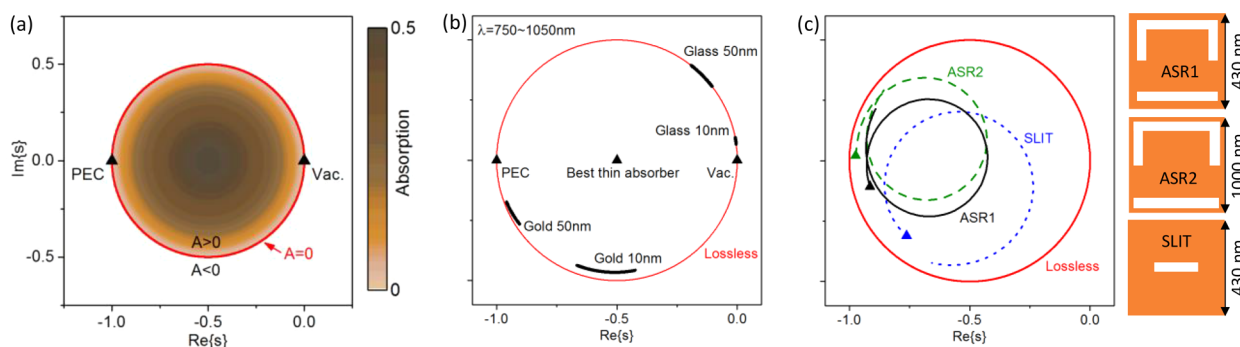 (a)
0.5
0.0
-0.5
Im{s}
-1.0
-0.5
0.0
Re{s}
PEC
Vac.
A>0
A<0
A=0
0.5
0
Absorption
(b)
λ=750~1050nm
Glass 50nm
Glass 10nm
PEC
Best thin absorber
Vac.
Gold 50nm
Gold 10nm
Lossless
-1.0
-0.5
0.0
Re{s}
(c)
ASR2
SLIT
ASR1
Lossless
-1.0
-0.5
0.0
Re{s}
ASR1
430 nm
ASR2
1000 nm
SLIT
430 nm